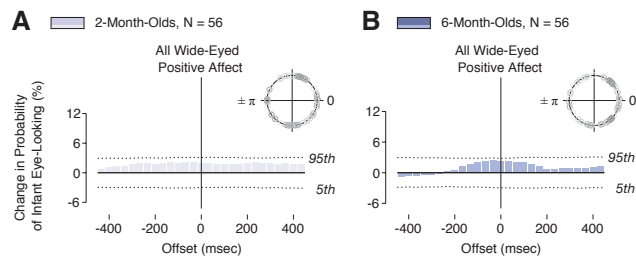 A 2-Month-Olds, N = 56
All Wide-Eyed
Positive Affect
± π 0
Change in Probability
of Infant Eye-Looking (%)
12
6
0
-6
95th
5th
-400 -200 0 200 400
Offset (msec)
B 6-Month-Olds, N = 56
All Wide-Eyed
Positive Affect
± π 0
12
6
0
-6
95th
5th
-400 -200 0 200 400
Offset (msec)